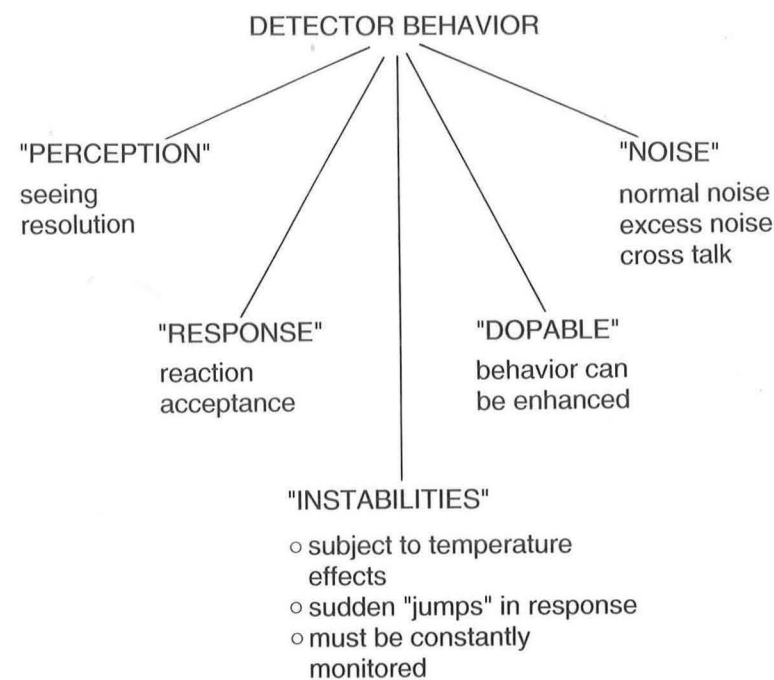 DETECTOR BEHAVIOR
"PERCEPTION"
seeing
resolution
"NOISE"
normal noise
excess noise
cross talk
"RESPONSE"
reaction
acceptance
"DOPABLE"
behavior can
be enhanced
"INSTABILITIES"
○ subject to temperature
effects
○ sudden "jumps" in response
○ must be constantly
monitored